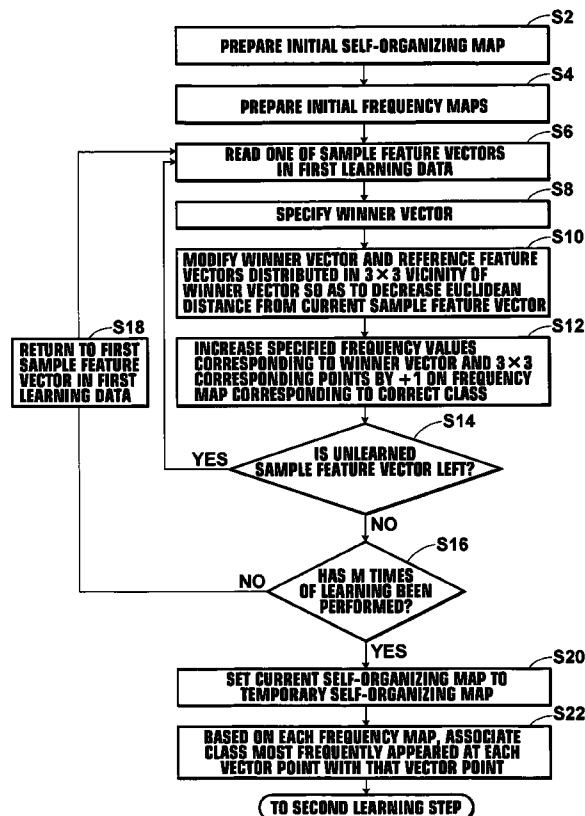 S2
PREPARE INITIAL SELF-ORGANIZING MAP
S4
PREPARE INITIAL FREQUENCY MAPS
S6
READ ONE OF SAMPLE FEATURE VECTORS
IN FIRST LEARNING DATA
S8
SPECIFY WINNER VECTOR
S10
MODIFY WINNER VECTOR AND REFERENCE FEATURE
VECTORS DISTRIBUTED IN 3×3 VICINITY OF
WINNER VECTOR SO AS TO DECREASE EUCLIDEAN
DISTANCE FROM CURRENT SAMPLE FEATURE VECTOR
S12
INCREASE SPECIFIED FREQUENCY VALUES
CORRESPONDING TO WINNER VECTOR AND 3×3
CORRESPONDING POINTS BY +1 ON FREQUENCY
MAP CORRESPONDING TO CORRECT CLASS
S18
RETURN TO FIRST
SAMPLE FEATURE
VECTOR IN FIRST
LEARNING DATA
S14
IS UNLEARNED
SAMPLE FEATURE VECTOR LEFT?
YES
NO
S16
HAS M TIMES
OF LEARNING BEEN
PERFORMED?
NO
YES
S20
SET CURRENT SELF-ORGANIZING MAP TO
TEMPORARY SELF-ORGANIZING MAP
S22
BASED ON EACH FREQUENCY MAP, ASSOCIATE
CLASS MOST FREQUENTLY APPEARED AT EACH
VECTOR POINT WITH THAT VECTOR POINT
TO SECOND LEARNING STEP